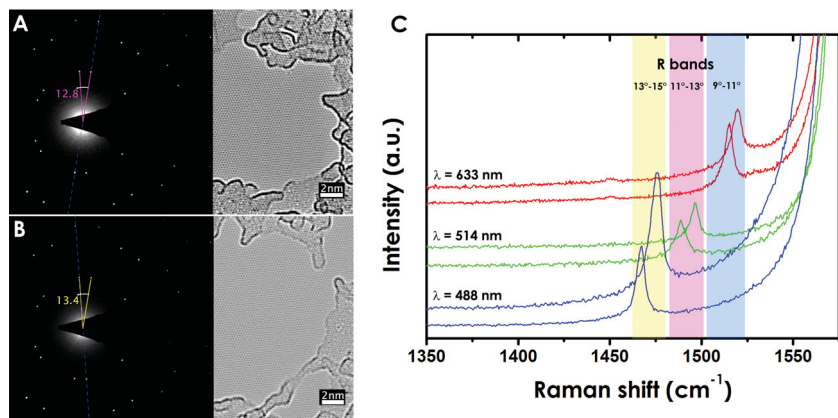 A
12.8
2nm
B
13.4
2nm
C
R bands
13°-15° 11°-13° 9°-11°
λ = 633 nm
λ = 514 nm
λ = 488 nm
Intensity (a.u.)
1350 1400 1450 1500 1550
Raman shift (cm⁻¹)